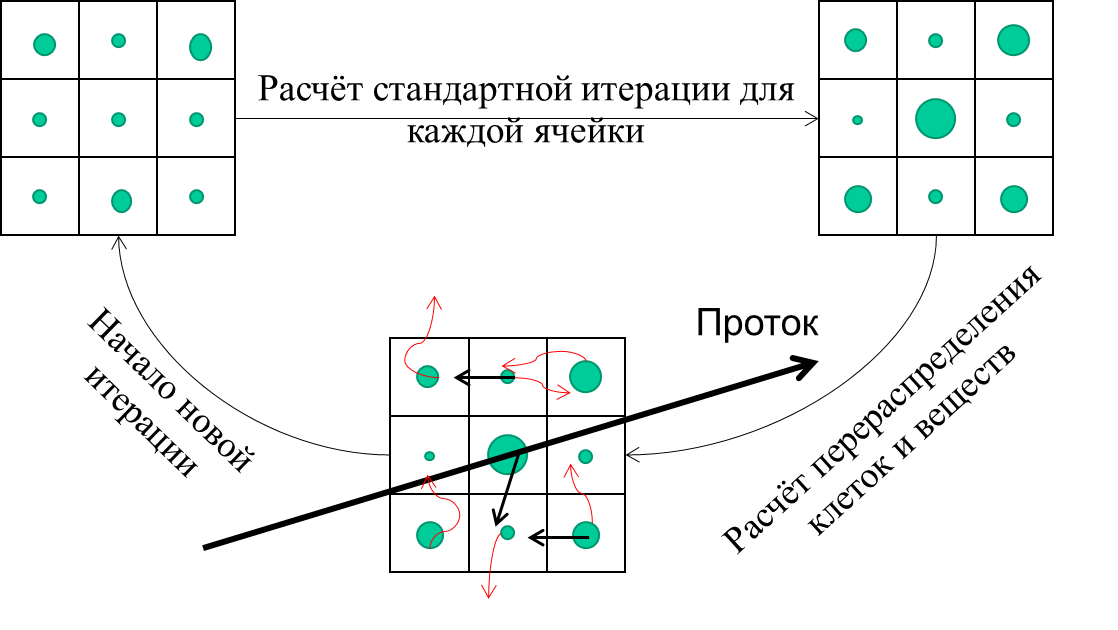 Расчёт стандартной итерации для
каждой ячейки
Проток
Начало новой
итерации
Расчёт перераспределения
клеток и веществ